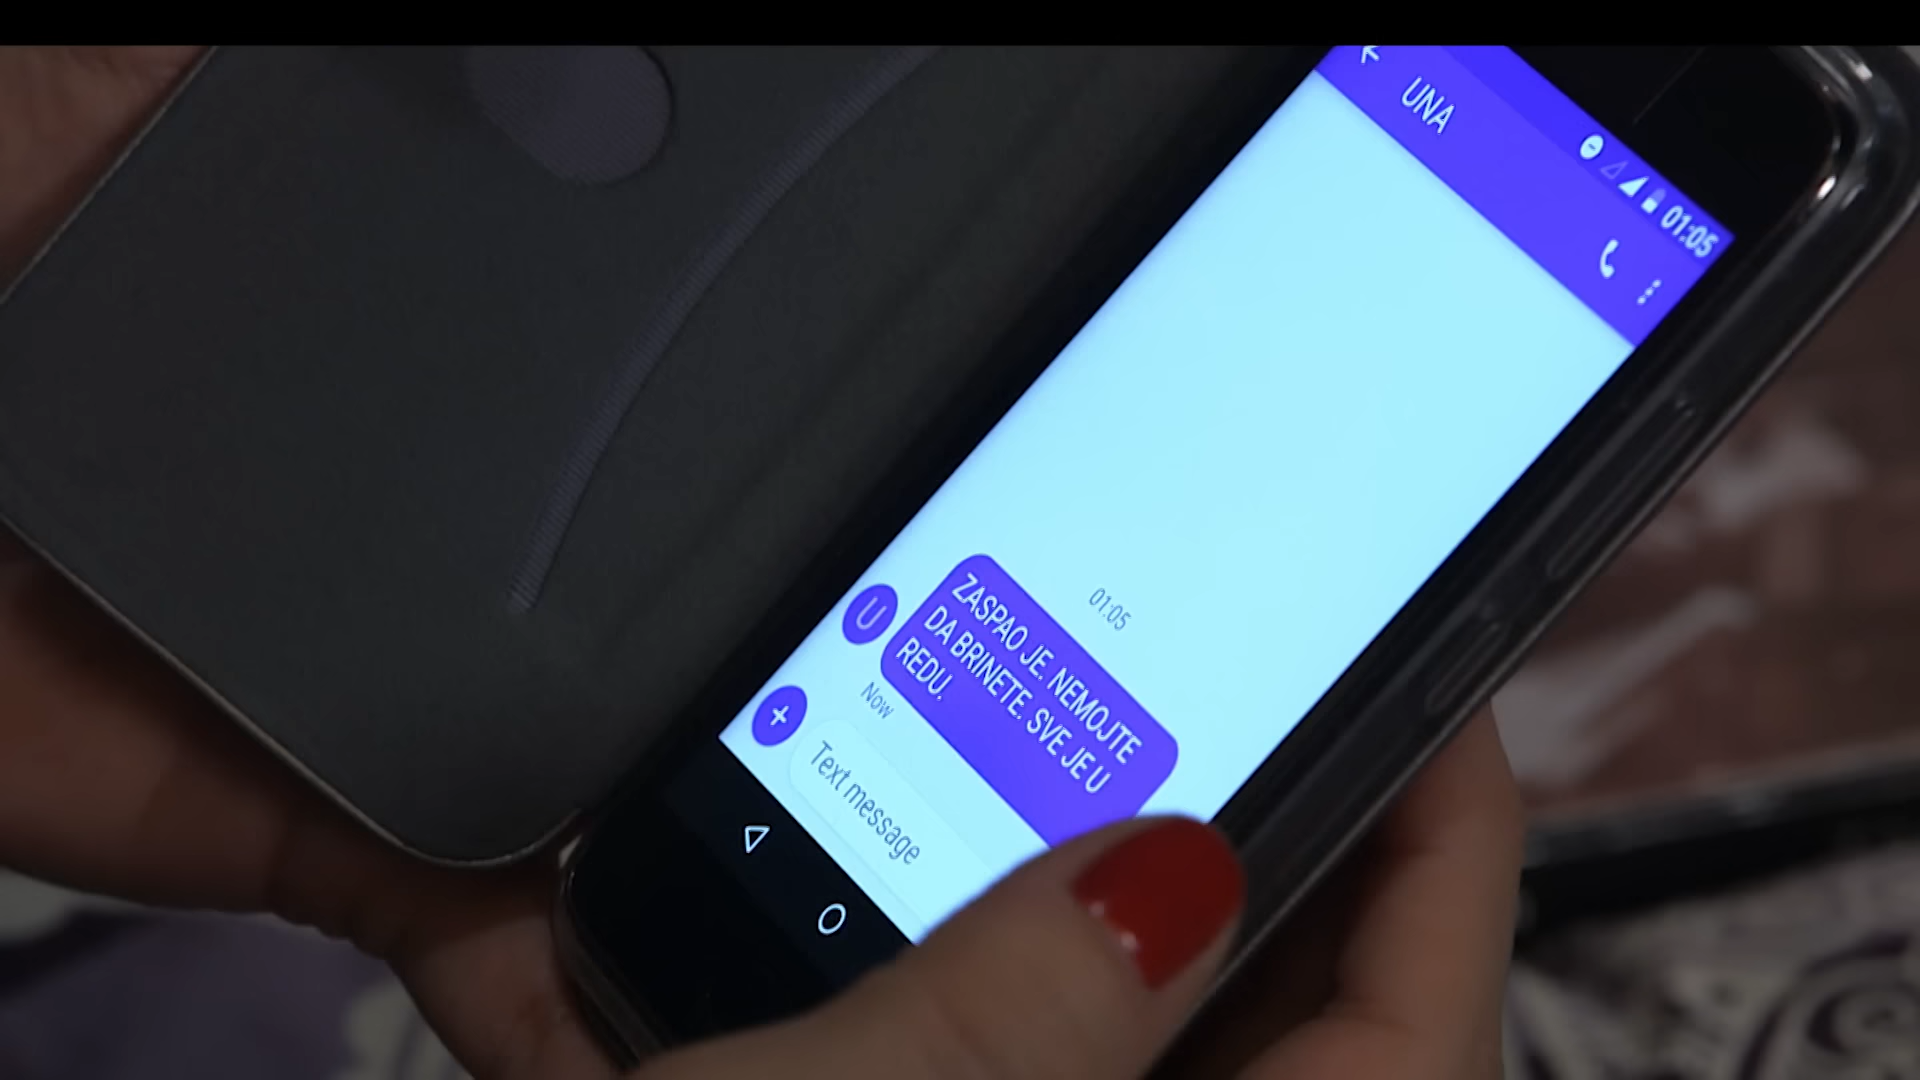 01:05
UNA
01:05
ZASPAO JE. NEMOJTE
DA BRINETE. SVE JE U
REDU.
U
Now
Text message